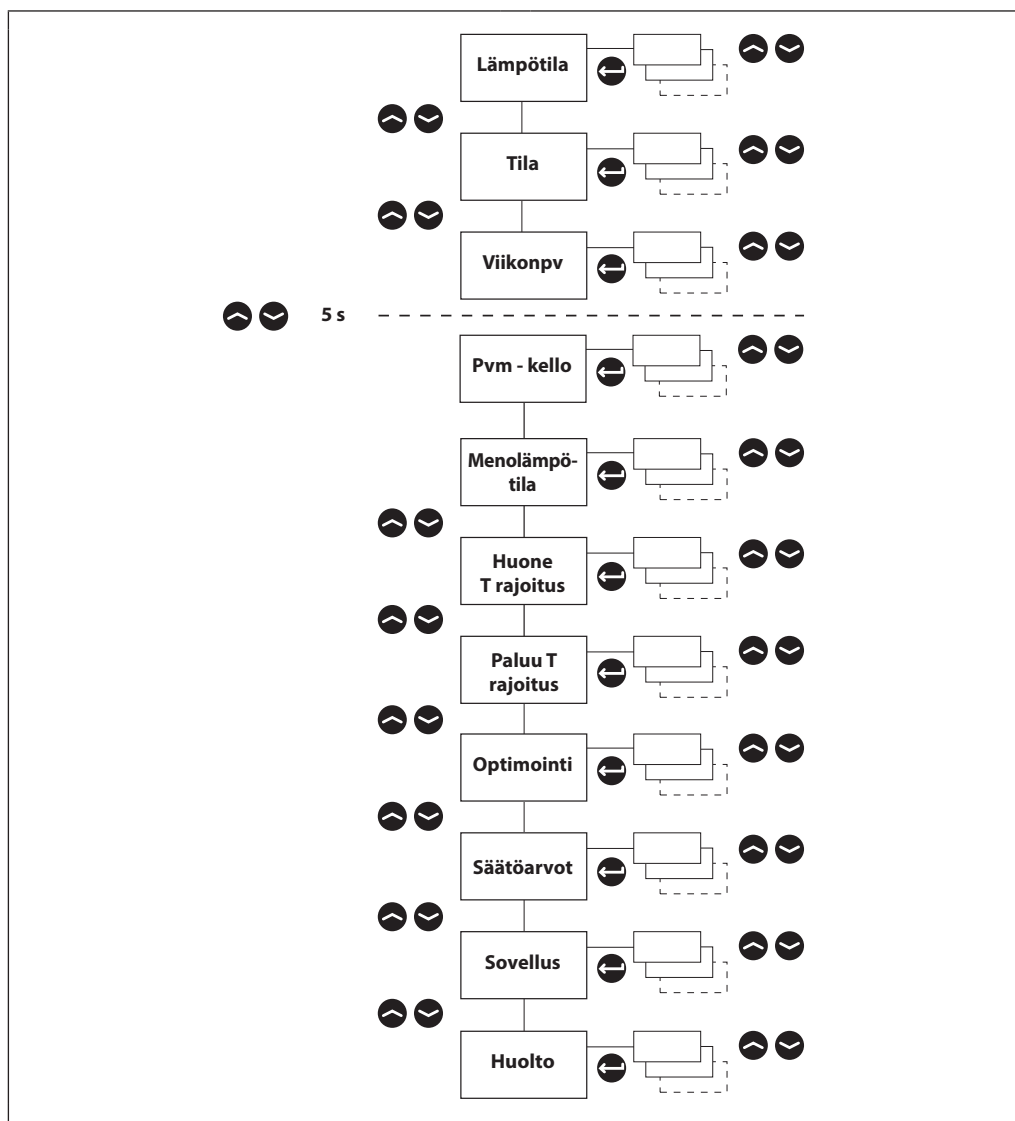 Lämpötila
Tila
Viikonpv
5 s
Pvm - kello
Menolämpö-
tila
Huone
T rajoitus
Paluu T
rajoitus
Optimointi
Säätöarvot
Sovellus
Huolto